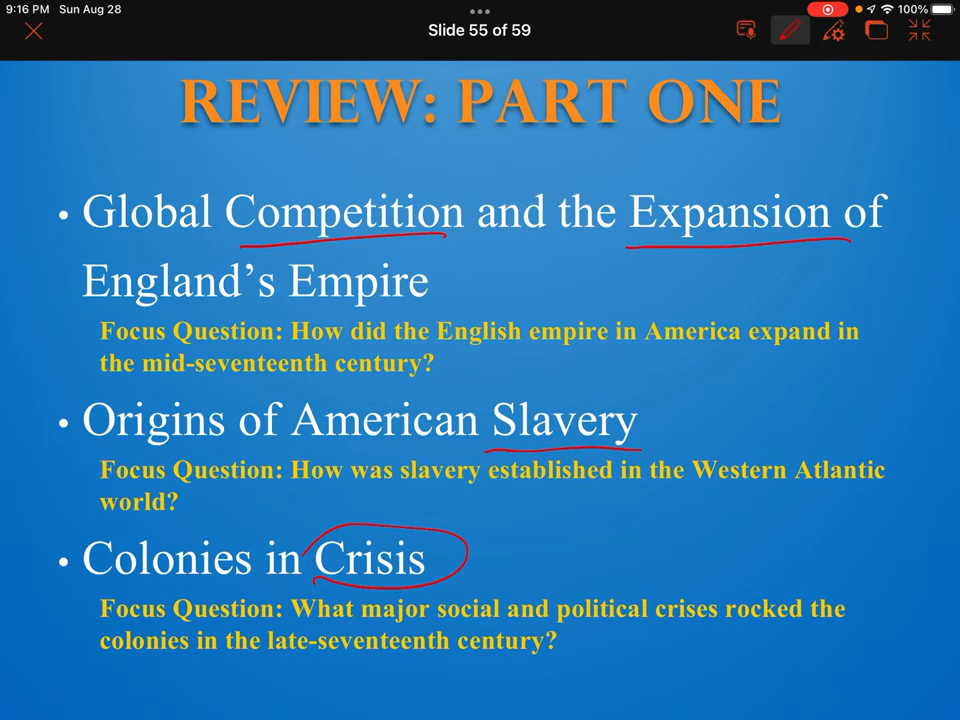 9:16 PM Sun Aug 28
100%
Slide 55 of 59
REVIEW: PART ONE
• Global Competition and the Expansion of
England’s Empire
Focus Question: How did the English empire in America expand in
the mid-seventeenth century?
• Origins of American Slavery
Focus Question: How was slavery established in the Western Atlantic
world?
• Colonies in Crisis
Focus Question: What major social and political crises rocked the
colonies in the late-seventeenth century?